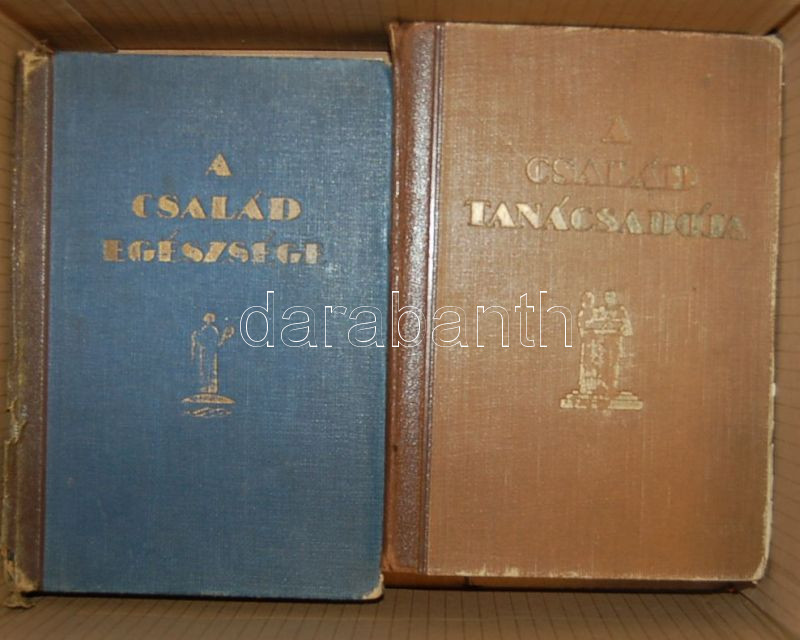 A
CSALÁD
EGÉSZSÉGE
A
CSALÁD
TANÁCSADÓJA
darabanth